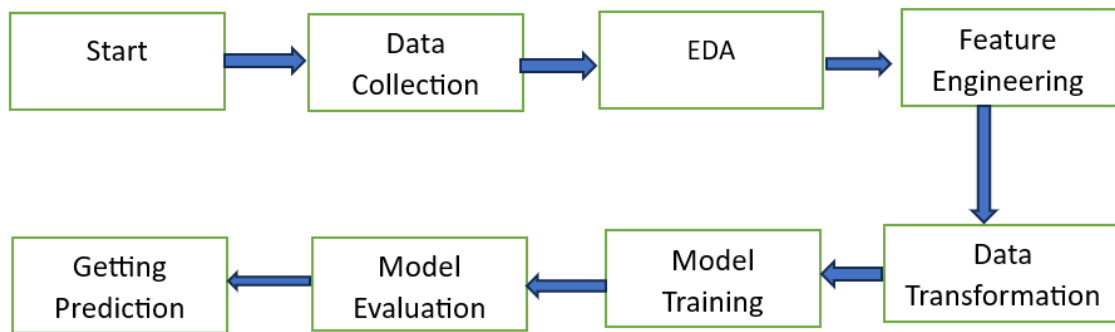 Start
Data
Collection
EDA
Feature
Engineering
Data
Transformation
Model
Training
Model
Evaluation
Getting
Prediction